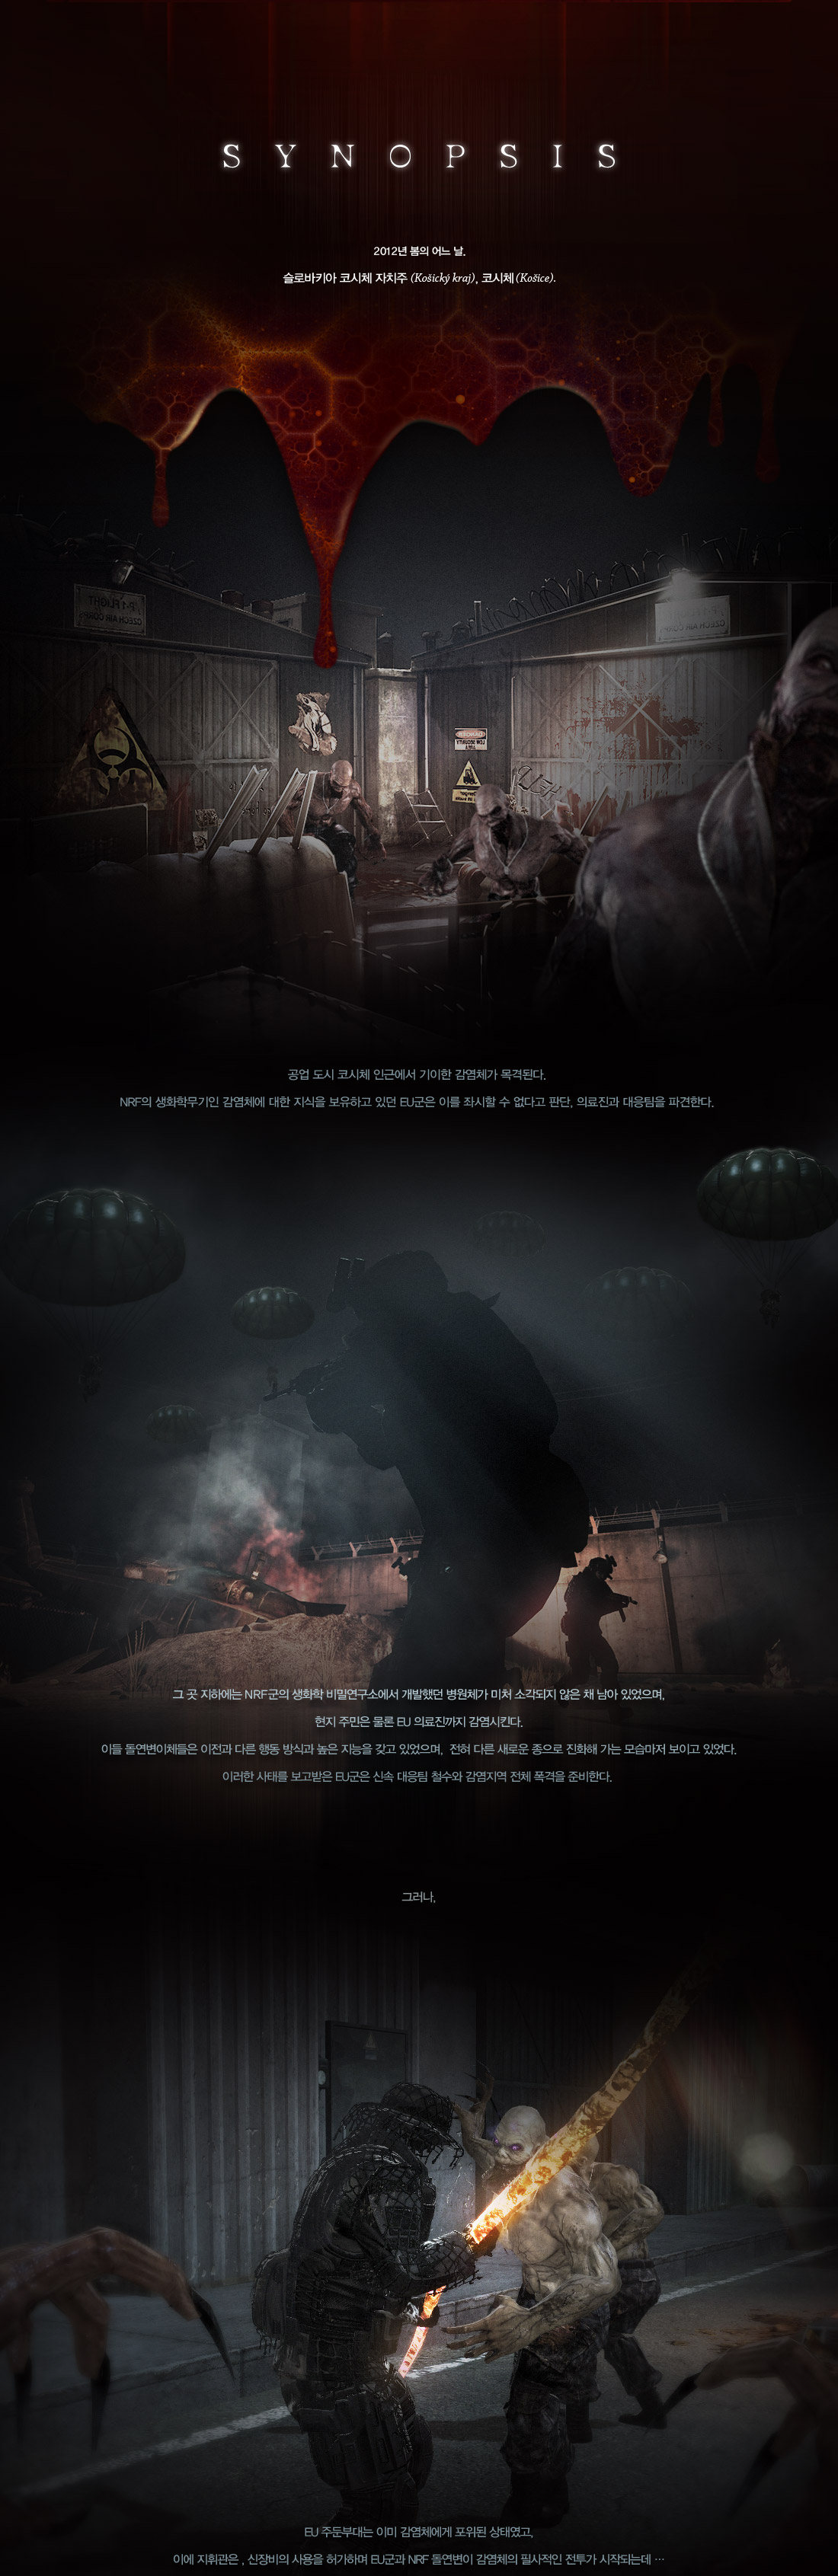 SYNOPSIS
2012년 봄의 어느 날.
슬로바키아 코시체 자치주 (Košický kraj), 코시체(Košice).
공업 도시 코시체 인근에서 기이한 감염체가 목격된다.
NRF의 생화학무기인 감염체에 대한 지식을 보유하고 있던 EU군은 이를 좌시할 수 없다고 판단, 의료진과 대응팀을 파견한다.
그 곳 지하에는 NRF군의 생화학 비밀연구소에서 개발했던 병원체가 미처 소각되지 않은 채 남아 있었으며,
현지 주민은 물론 EU 의료진까지 감염시킨다.
이들 돌연변이체들은 이전과 다른 행동 방식과 높은 지능을 갖고 있었으며, 전혀 다른 새로운 종으로 진화해 가는 모습마저 보이고 있었다.
이러한 사태를 보고받은 EU군은 신속 대응팀 철수와 감염지역 전체 폭격을 준비한다.
그러나,
EU 주둔부대는 이미 감염체에게 포위된 상태였고,
이에 지휘관은 , 신장비의 사용을 허가하며 EU군과 NRF 돌연변이 감염체의 필사적인 전투가 시작되는데 …